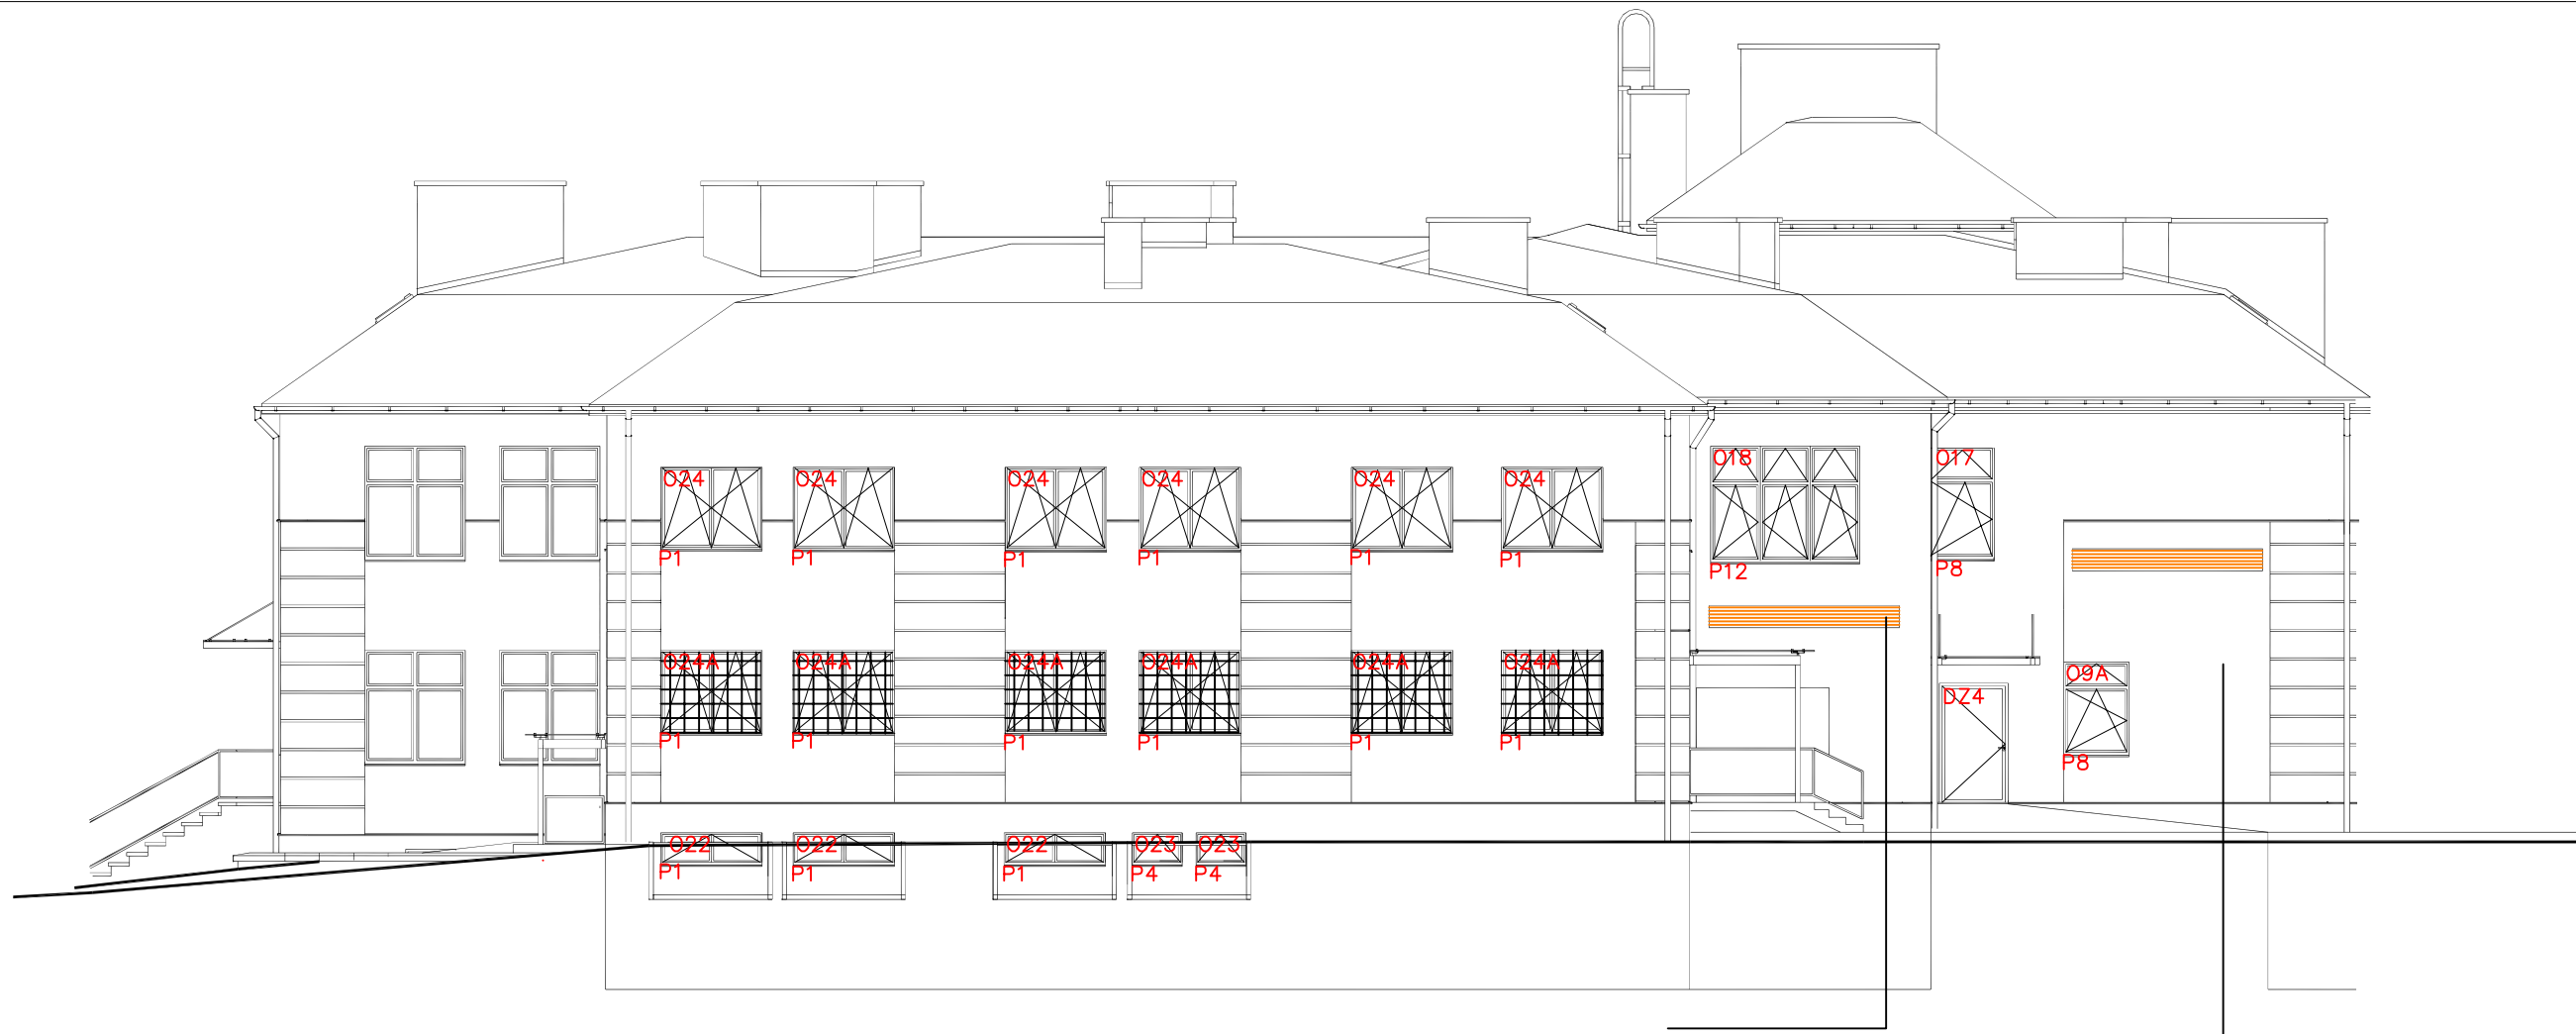 O18 O17
O24 O24 O24 O24 O24 O24
P1 P1 P1 P1 P1 P1
P12 P8
O24A O24A O24A O24A O24A O24A
O9A
DZ4
P1 P1 P1 P1 P1 P1
P8
O22 O22 O22 O23 O23
P1 P1 P1 P4 P4